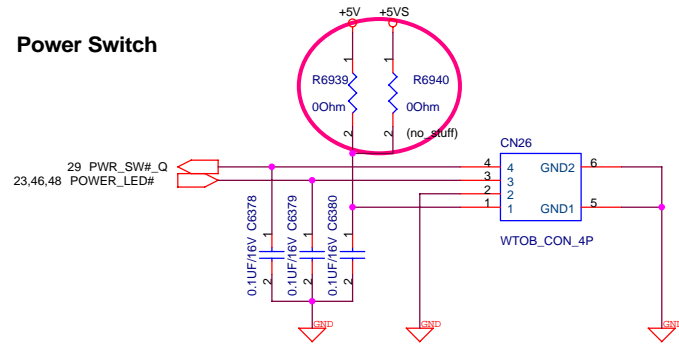 +5V +5VS
Power Switch
1 1
R6939 R6940
0Ohm 0Ohm
2 2 (no_stuff)
CN26
29 PWR_SW#_Q 4 4 GND2 6
23,46,48 POWER_LED# 3 3
2 2
1 1 GND1 5
WTOB_CON_4P
0.1UF/16V C6378
0.1UF/16V C6379
0.1UF/16V C6380
1 1 1
2 2 2
GND GND GND